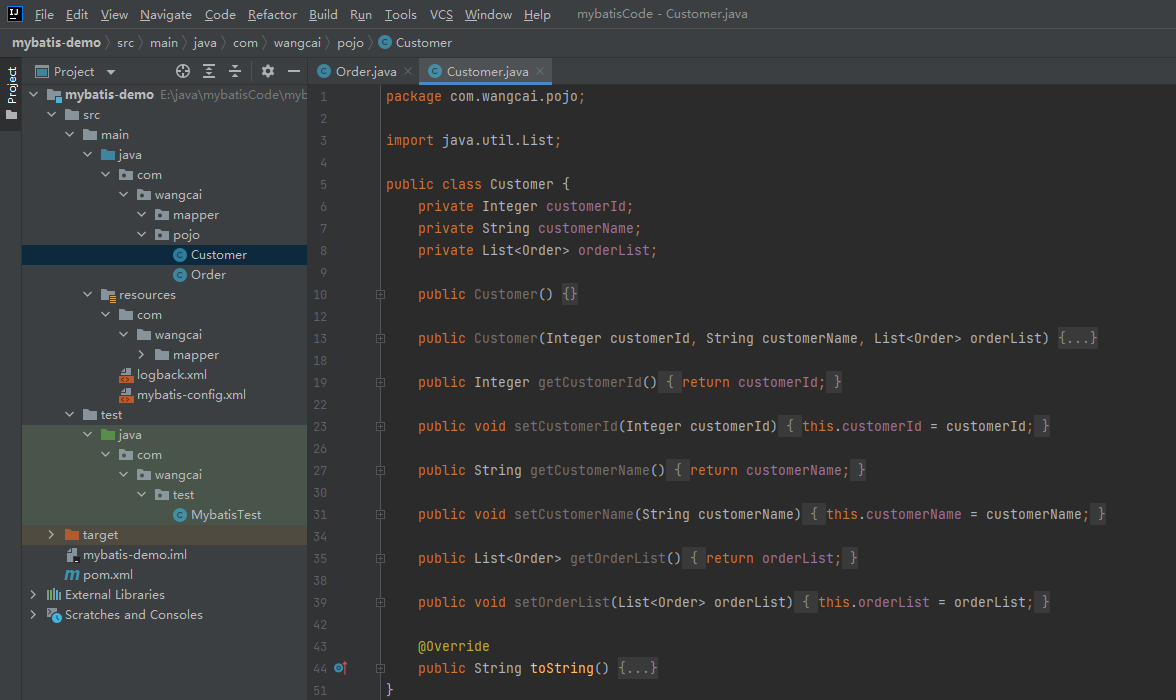 File Edit View Navigate Code Refactor Build Run Tools VCS Window Help mybatisCode - Customer.java
mybatis-demo src main java com wangcai pojo Customer
Project
Project
mybatis-demo E:\java\mybatisCode\myb
src
main
java
com
wangcai
mapper
pojo
Customer
Order
resources
com
wangcai
mapper
logback.xml
mybatis-config.xml
test
java
com
wangcai
test
MybatisTest
target
mybatis-demo.iml
pom.xml
External Libraries
Scratches and Consoles
Order.java Customer.java
1 package com.wangcai.pojo;
2
3 import java.util.List;
4
5 public class Customer {
6 private Integer customerId;
7 private String customerName;
8 private List<Order> orderList;
9
10 public Customer() {}
12
13 public Customer(Integer customerId, String customerName, List<Order> orderList) {...}
18
19 public Integer getCustomerId() { return customerId; }
22
23 public void setCustomerId(Integer customerId) { this.customerId = customerId; }
26
27 public String getCustomerName() { return customerName; }
30
31 public void setCustomerName(String customerName) { this.customerName = customerName; }
34
35 public List<Order> getOrderList() { return orderList; }
38
39 public void setOrderList(List<Order> orderList) { this.orderList = orderList; }
42
43 @Override
44 public String toString() {...}
51 }